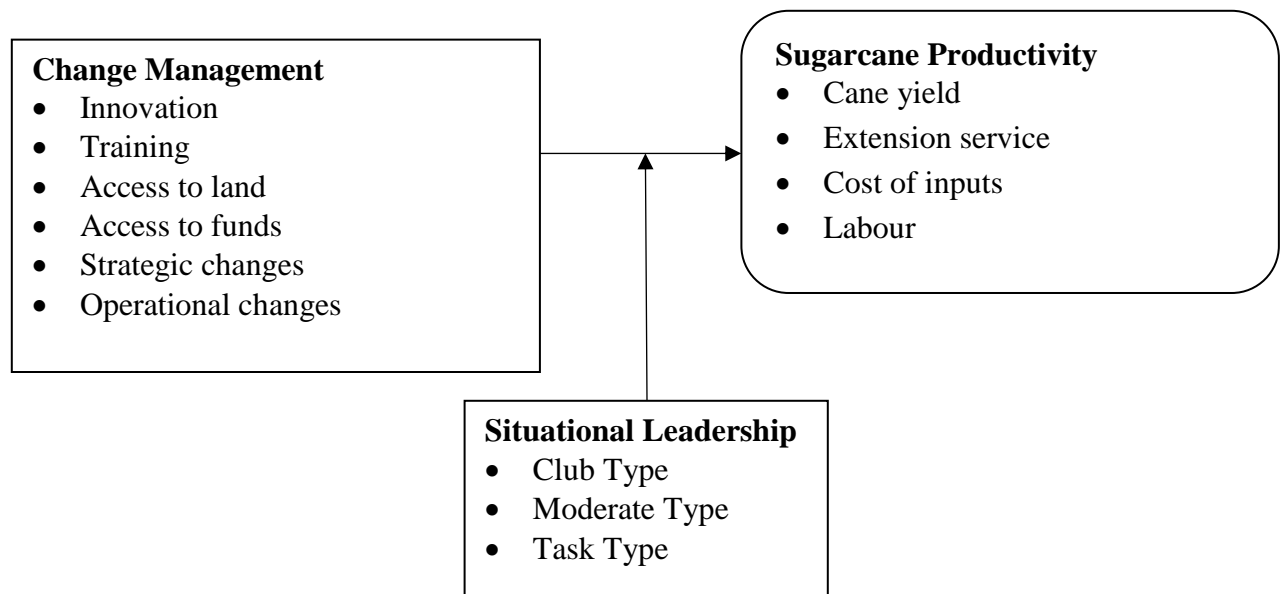 Change Management
• Innovation
• Training
• Access to land
• Access to funds
• Strategic changes
• Operational changes
Sugarcane Productivity
• Cane yield
• Extension service
• Cost of inputs
• Labour
Situational Leadership
• Club Type
• Moderate Type
• Task Type